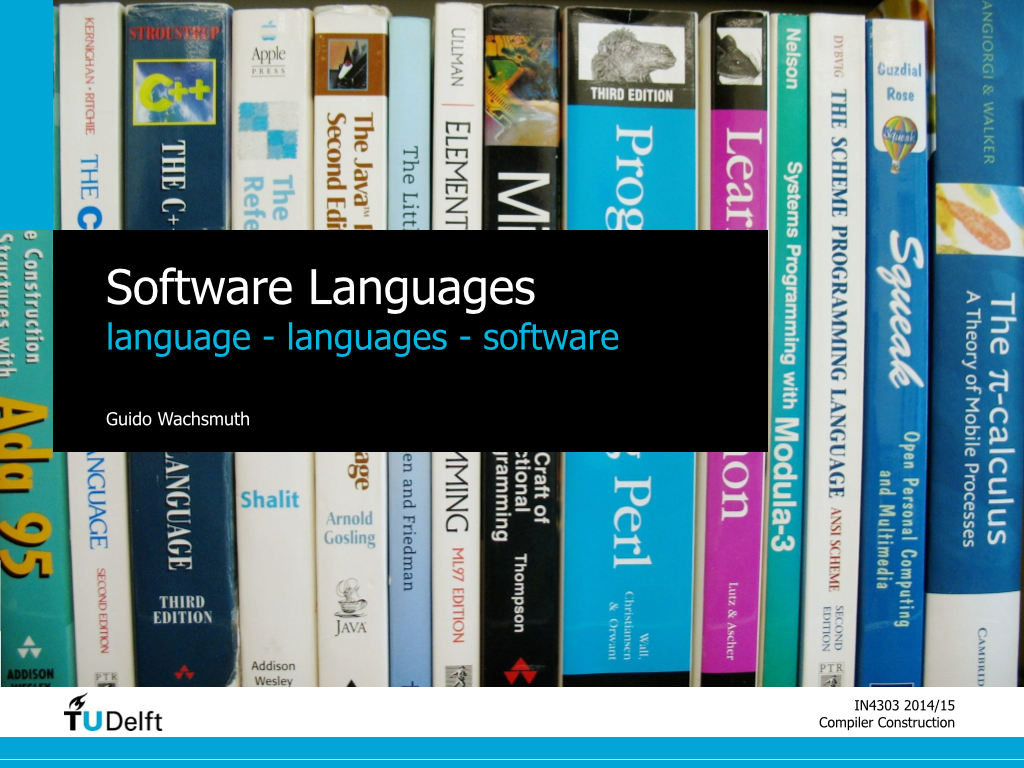 KERNIGHAN • RITCHIE
THE C
ANGUAGE
SECOND EDITION
PTR
STROUSTRUP
C++
THE C+
LANGUAGE
THIRD
EDITION
Apple
PRESS
The
Refe
Shalit
Addison
Wesley
The Java™
Second Edi
age
Arnold
Gosling
JAVA
The Littl
en and Friedman
ULLMAN
ELEMENT
MMING
ML97 EDITION
Mi
Craft of
ctional
gramming
Thompson
THIRD EDITION
Prog
g Perl
Wall,
Christiansen
& Orwant
Lear
hon
Lutz & Ascher
Nelson
Systems Programming with Modula-3
DYBVIG
THE SCHEME PROGRAMMING LANGUAGE
ANSI SCHEME
SECOND
EDITION
PTR
Guzdial
Rose
Squeak
Squeak
Open Personal Computing
and Multimedia
ANGIORGI & WALKER
The π-calculus
A Theory of Mobile Processes
CAMBRID
e Construction
Structures with
Ada 95
ADDISON
WESLEY
Software Languages
language - languages - software
Guido Wachsmuth
TUDelft
IN4303 2014/15
Compiler Construction